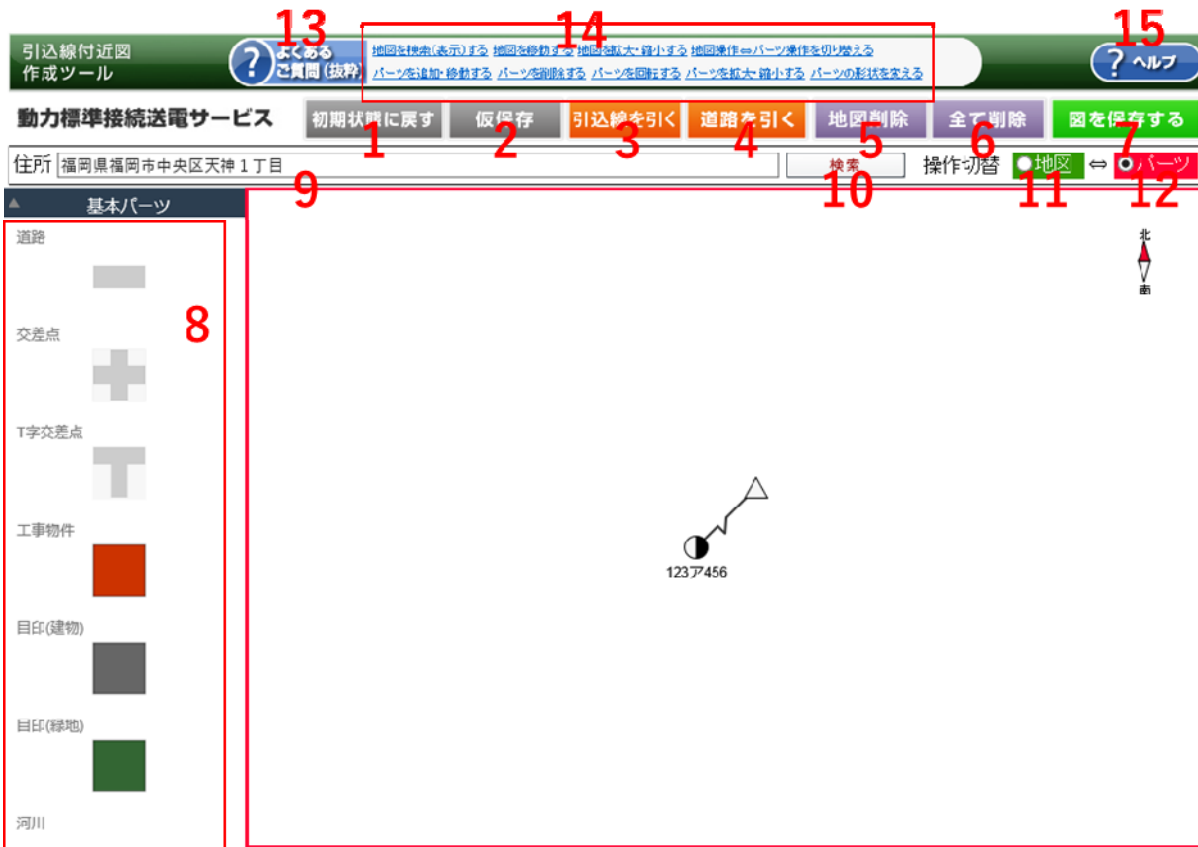 13
14
15
引込線付近図
作成ツール
よくある
ご質問(抜粋)
地図を検索(表示)する 地図を移動する 地図を拡大・縮小する 地図操作⇔パーツ操作を切り替える
パーツを追加・移動する パーツを削除する パーツを回転する パーツを拡大・縮小する パーツの形状を変える
ヘルプ
動力標準接続送電サービス 初期状態に戻す 仮保存 引込線を引く 道路を引く 地図削除 全て削除 図を保存する
1 2 3 4 5 6 7
住所 福岡県福岡市中央区天神1丁目 検索 操作切替 地図 ⇔ パーツ
9 10 11 12
基本パーツ
道路
8
交差点
T字交差点
工事物件
目印(建物)
目印(緑地)
河川
北
南
123ア456